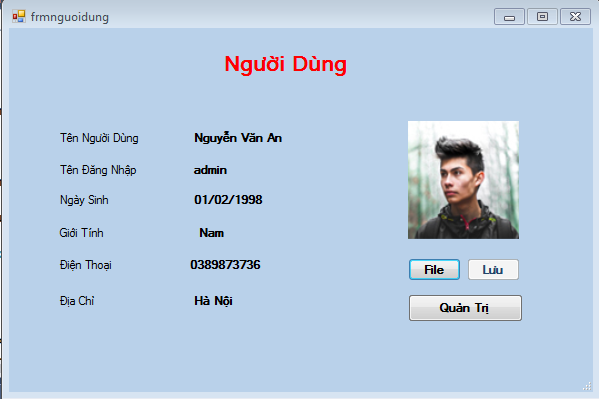 frmnguoidung
Người Dùng
Tên Người Dùng Nguyễn Văn An
Tên Đăng Nhập admin
Ngày Sinh 01/02/1998
Giới Tính Nam
Điện Thoại 0389873736
Địa Chỉ Hà Nội
File Lưu
Quản Trị